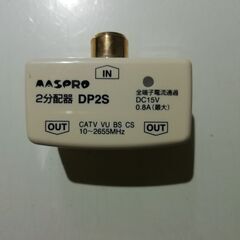 IN
MASPRO
2分配器 DP2S
全端子電流通過
DC15V
0.8A(最大)
OUT
CATV VU BS CS
10~2655MHz
OUT